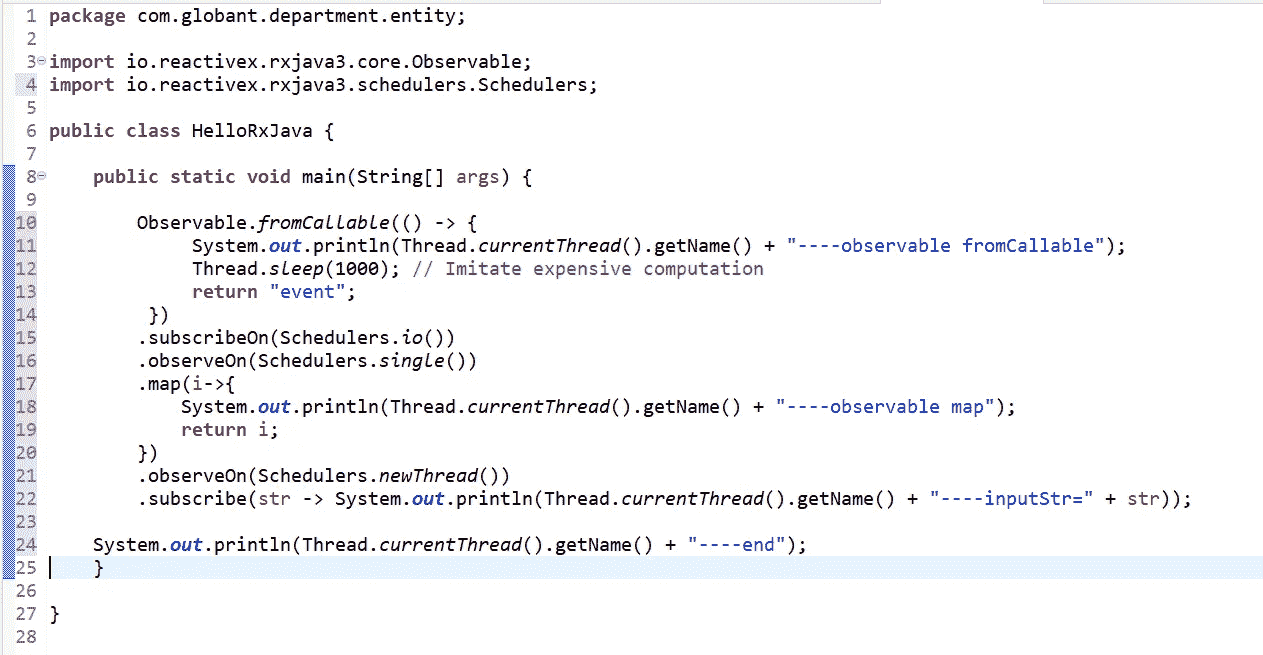 1 package com.globant.department.entity;
2
3 import io.reactivex.rxjava3.core.Observable;
4 import io.reactivex.rxjava3.schedulers.Schedulers;
5
6 public class HelloRxJava {
7
8     public static void main(String[] args) {
9
10         Observable.fromCallable(() -> {
11              System.out.println(Thread.currentThread().getName() + "----observable fromCallable");
12              Thread.sleep(1000); // Imitate expensive computation
13              return "event";
14          })
15         .subscribeOn(Schedulers.io())
16         .observeOn(Schedulers.single())
17         .map(i->{
18             System.out.println(Thread.currentThread().getName() + "----observable map");
19             return i;
20         })
21         .observeOn(Schedulers.newThread())
22         .subscribe(str -> System.out.println(Thread.currentThread().getName() + "----inputStr=" + str));
23
24     System.out.println(Thread.currentThread().getName() + "----end");
25     }
26
27 }
28